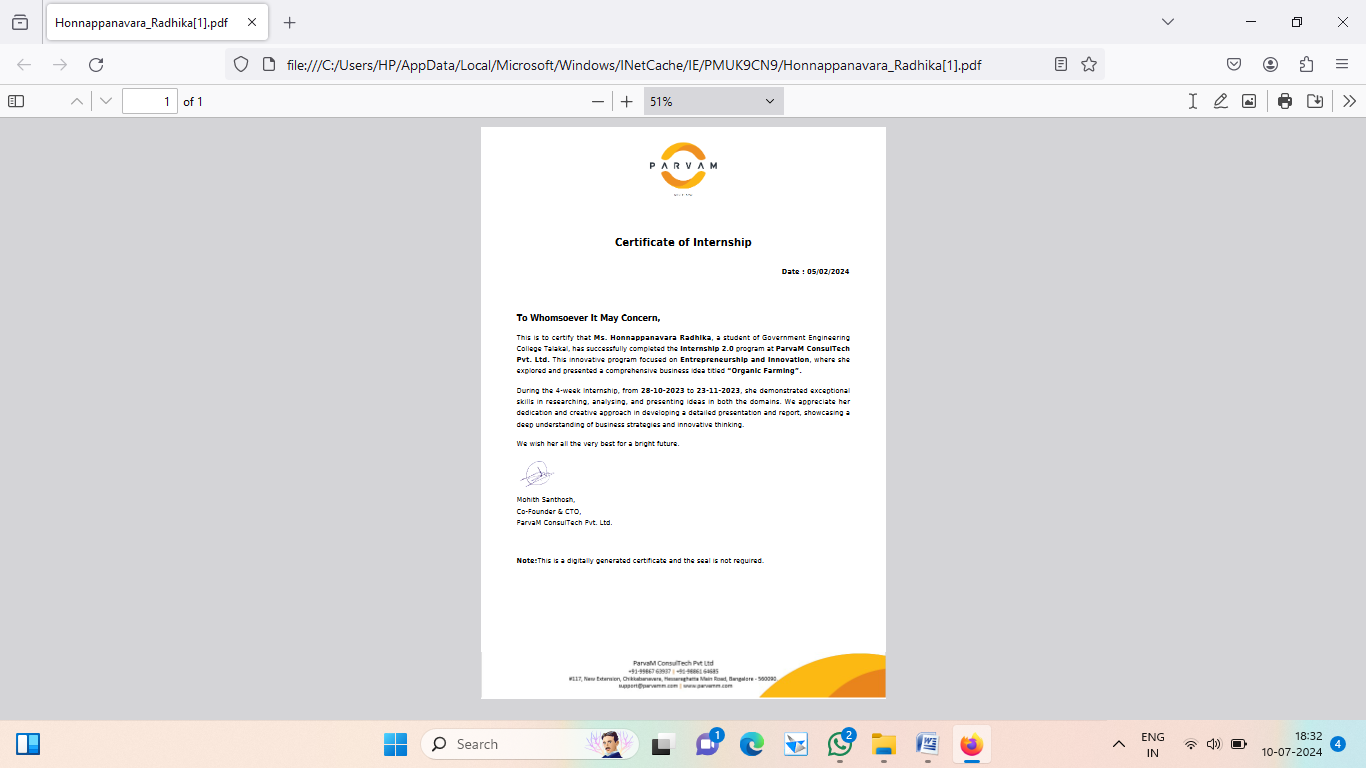 Honnappanavara_Radhika[1].pdf
file:///C:/Users/HP/AppData/Local/Microsoft/Windows/INetCache/IE/PMUK9CN9/Honnappanavara_Radhika[1].pdf
1 of 1
51%
PARVAM
Certificate of Internship
Date : 05/02/2024
To Whomsoever It May Concern,
This is to certify that Ms. Honnappanavara Radhika, a student of Government Engineering
College Talakal, has successfully completed the Internship 2.0 program at ParvaM ConsulTech
Pvt. Ltd. This innovative program focused on Entrepreneurship and Innovation, where she
explored and presented a comprehensive business idea titled “Organic Farming”.
During the 4-week internship, from 28-10-2023 to 23-11-2023, she demonstrated exceptional
skills in researching, analysing, and presenting ideas in both the domains. We appreciate her
dedication and creative approach in developing a detailed presentation and report, showcasing a
deep understanding of business strategies and innovative thinking.
We wish her all the very best for a bright future.
Mohith Santhosh,
Co-Founder & CTO,
ParvaM ConsulTech Pvt. Ltd.
Note:This is a digitally generated certificate and the seal is not required.
ParvaM ConsulTech Pvt Ltd
+91-99867 63937 | +91-98861 64685
#117, New Extension, Chikkabanavara, Hessaraghatta Main Road, Bangalore - 560090
support@parvamm.com | www.parvamm.com
Search
1
2
ENG
IN
18:32
10-07-2024
4